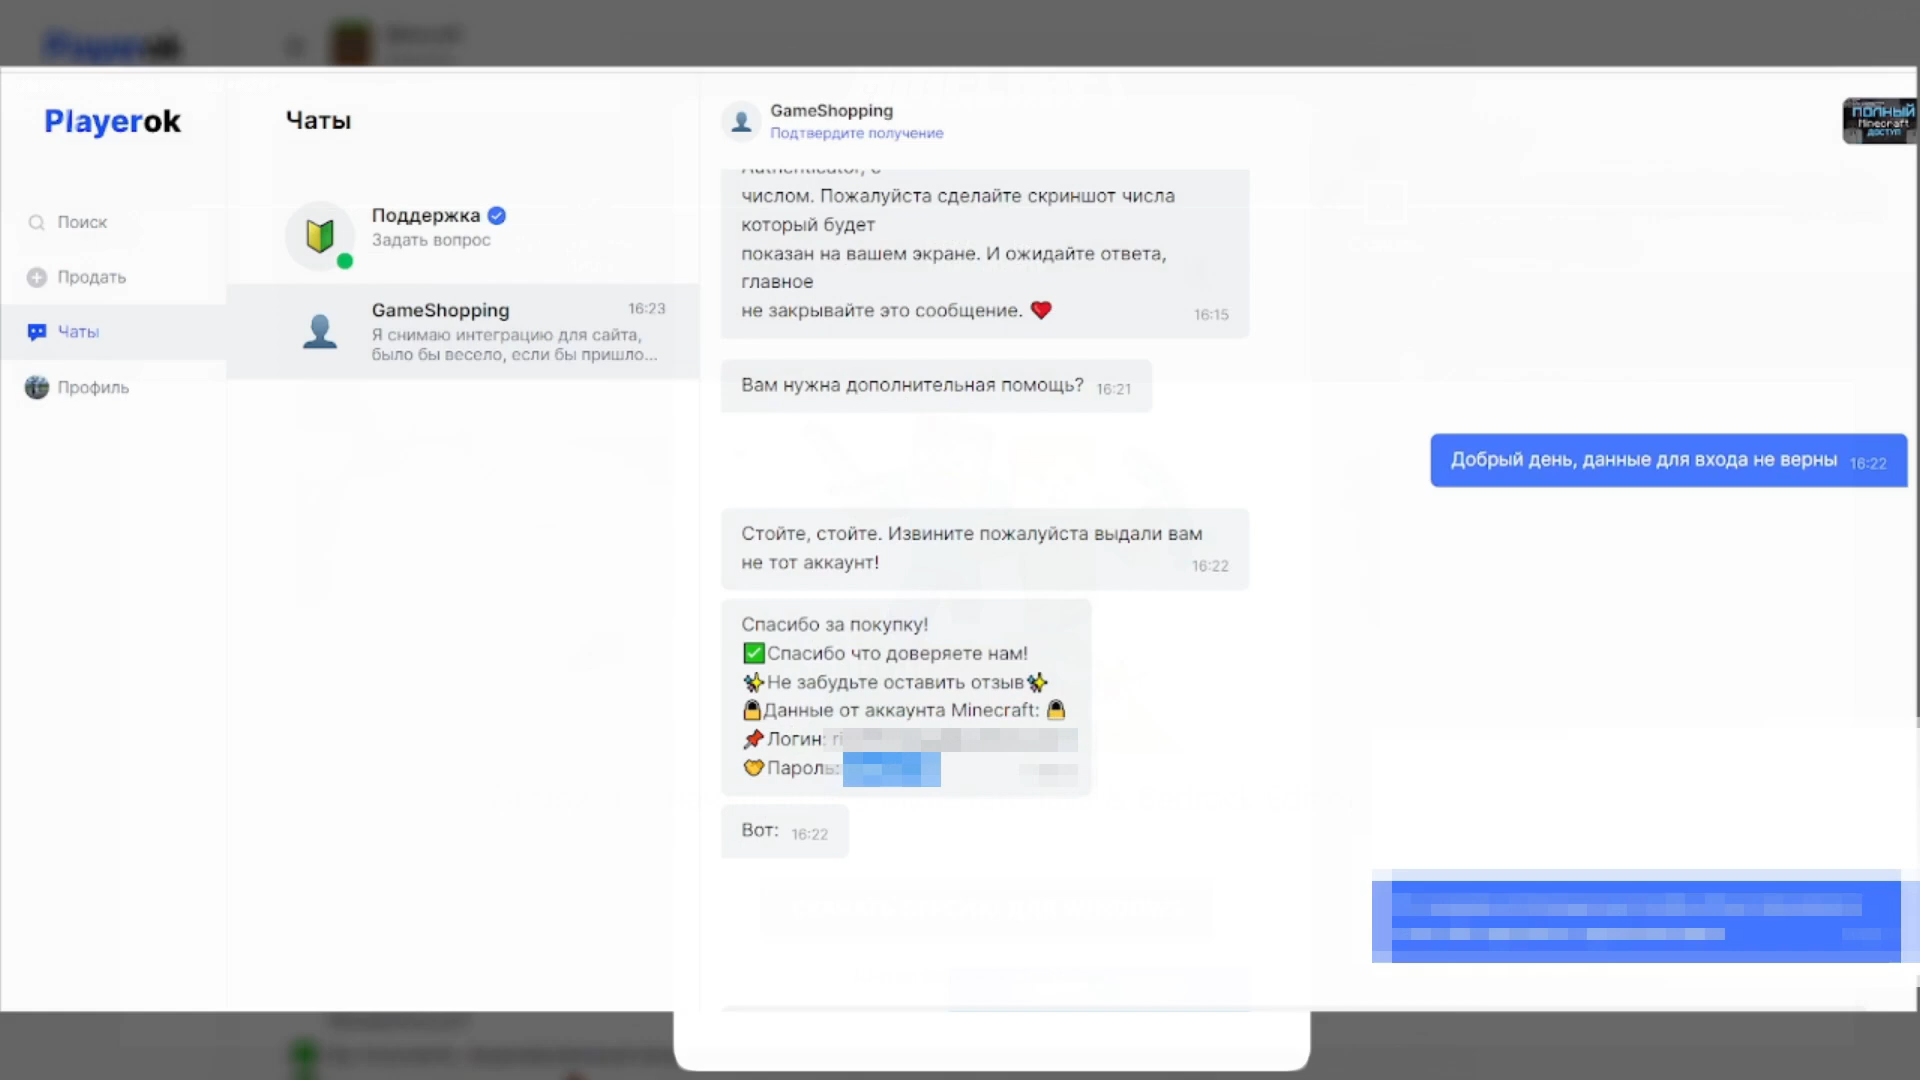 Playerok
Поиск
Продать
Чаты
Профиль
Чаты
Поддержка
Задать вопрос
GameShopping
16:23
Я снимаю интеграцию для сайта,
было бы весело, если бы пришло...
GameShopping
Подтвердите получение
ПОЛНЫЙ
Minecraft
ДОСТУП
числом. Пожалуйста сделайте скриншот числа
который будет
показан на вашем экране. И ожидайте ответа,
главное
не закрывайте это сообщение. ❤️
16:15
Вам нужна дополнительная помощь? 16:21
Добрый день, данные для входа не верны 16:22
Стойте, стойте. Извините пожалуйста выдали вам
не тот аккаунт!
16:22
Спасибо за покупку!
✅Спасибо что доверяете нам!
✨Не забудьте оставить отзыв✨
🔒Данные от аккаунта Minecraft: 🔒
📌Логин:
Пароль:
Вот: 16:22